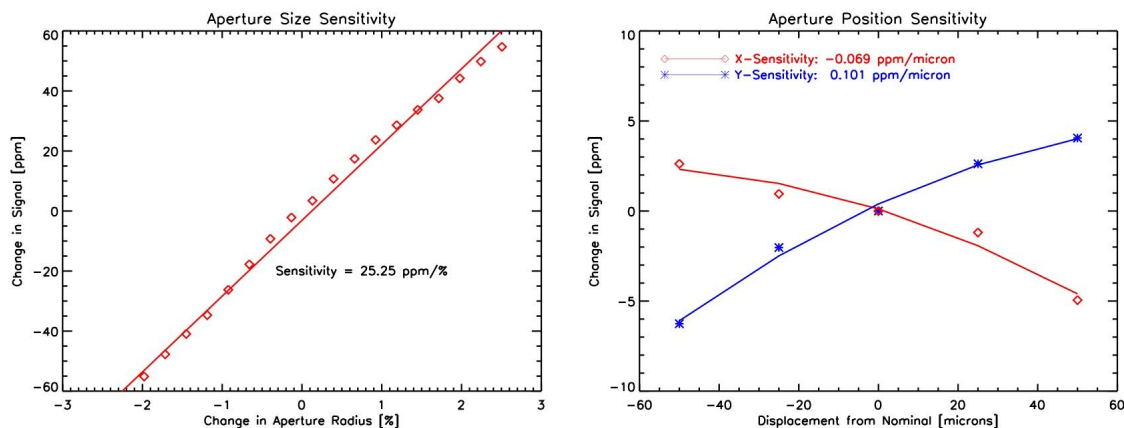 Aperture Size Sensitivity
60
40
20
0
−20
−40
−60
Change in Signal [ppm]
Sensitivity = 25.25 ppm/%
−3 −2 −1 0 1 2 3
Change in Aperture Radius [%]
Aperture Position Sensitivity
10
5
0
−5
−10
Change in Signal [ppm]
X−Sensitivity: −0.069 ppm/micron
Y−Sensitivity: 0.101 ppm/micron
−60 −40 −20 0 20 40 60
Displacement from Nominal [microns]